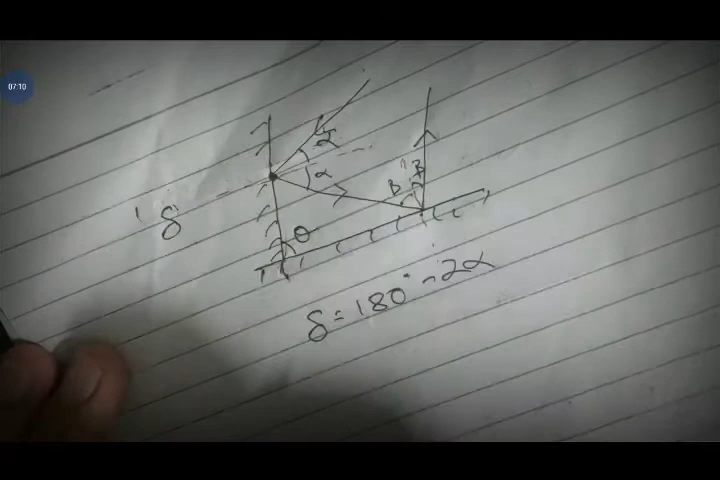 07:10
α
α
B B
δ
θ
δ = 180° - 2α